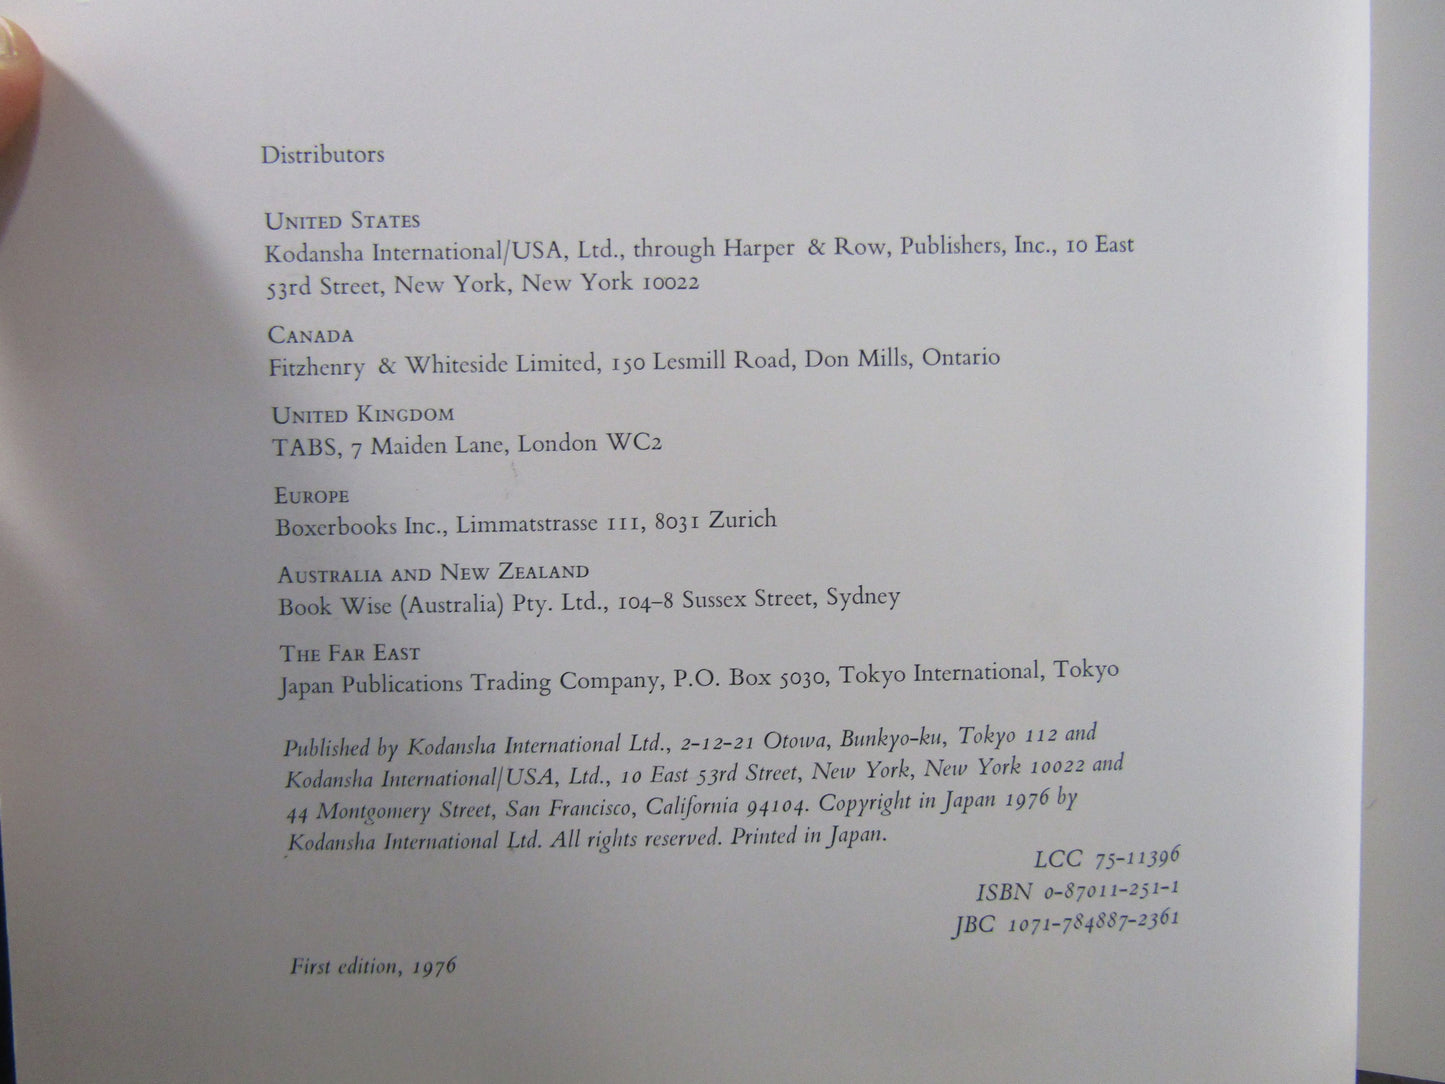 Distributors
UNITED STATES
Kodansha International/USA, Ltd., through Harper & Row, Publishers, Inc., 10 East
53rd Street, New York, New York 10022
CANADA
Fitzhenry & Whiteside Limited, 150 Lesmill Road, Don Mills, Ontario
UNITED KINGDOM
TABS, 7 Maiden Lane, London WC2
EUROPE
Boxerbooks Inc., Limmatstrasse 111, 8031 Zurich
AUSTRALIA AND NEW ZEALAND
Book Wise (Australia) Pty. Ltd., 104–8 Sussex Street, Sydney
THE FAR EAST
Japan Publications Trading Company, P.O. Box 5030, Tokyo International, Tokyo
Published by Kodansha International Ltd., 2-12-21 Otowa, Bunkyo-ku, Tokyo 112 and
Kodansha International/USA, Ltd., 10 East 53rd Street, New York, New York 10022 and
44 Montgomery Street, San Francisco, California 94104. Copyright in Japan 1976 by
Kodansha International Ltd. All rights reserved. Printed in Japan.
LCC 75-11396
ISBN 0-87011-251-1
JBC 1071-784887-2361
First edition, 1976